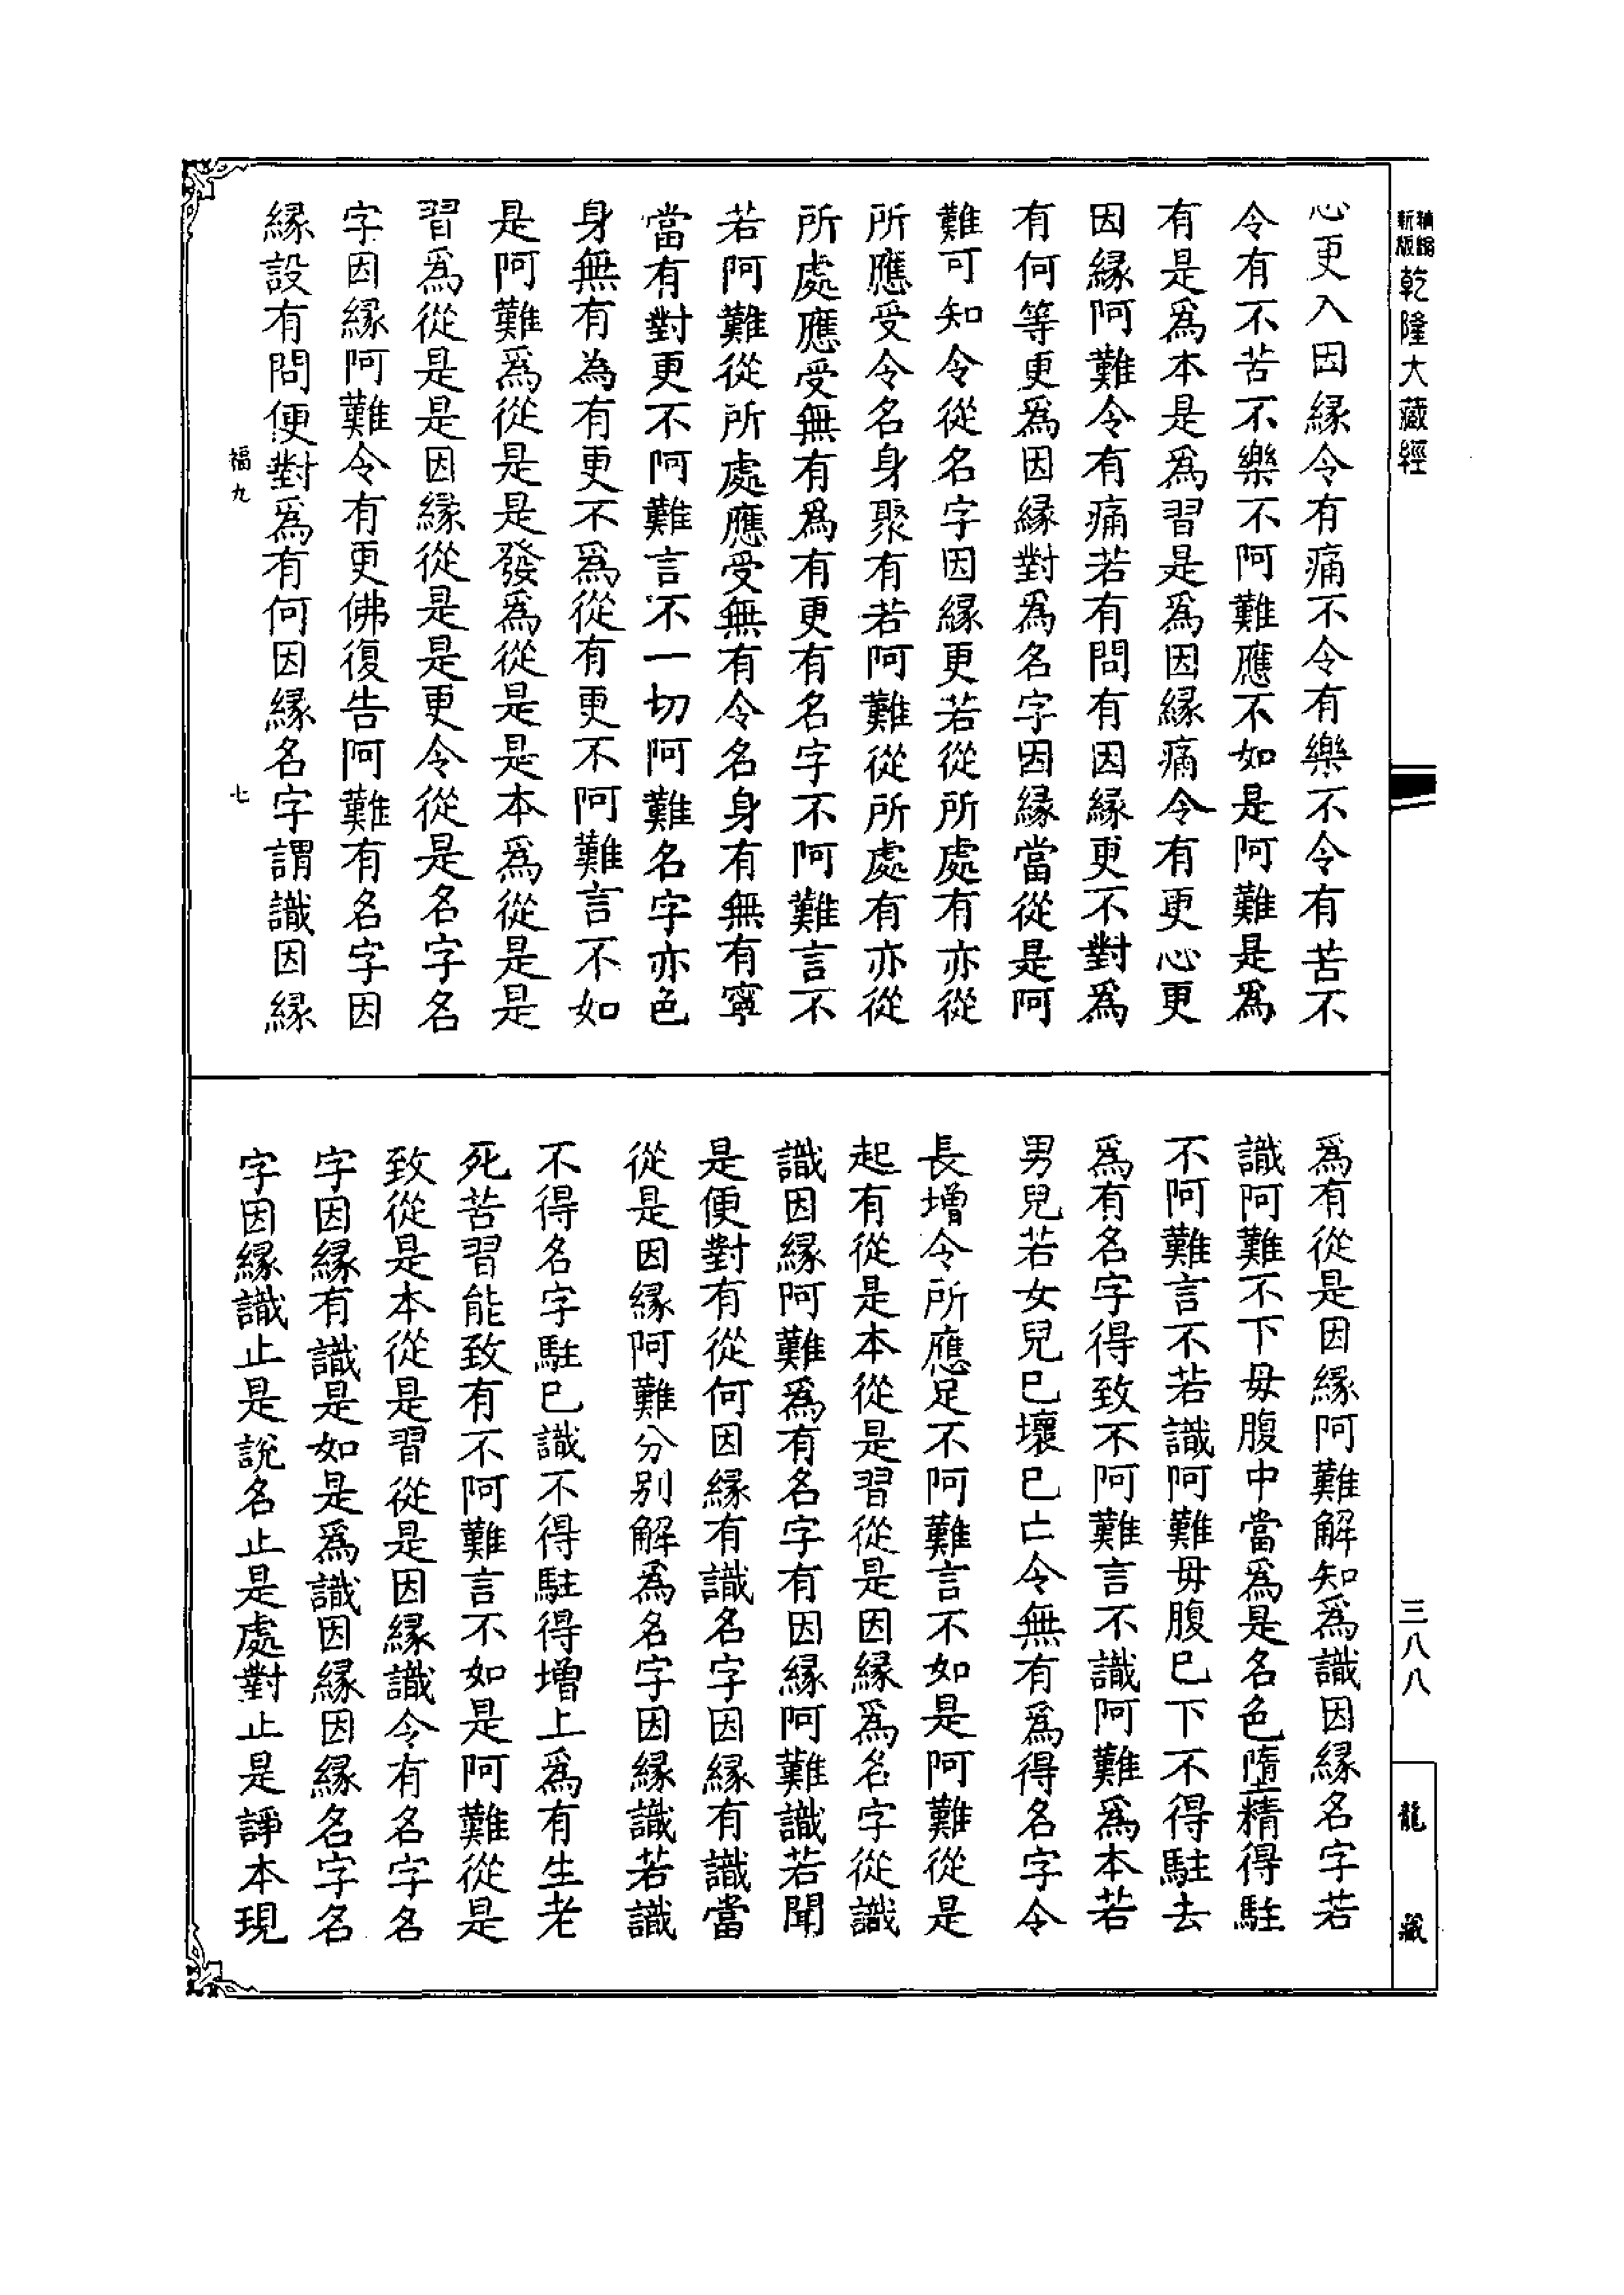 乾隆大藏經
心更入因緣令有痛不令有樂不令有苦不
令有不苦不樂不阿難應不如是阿難是爲
有是爲本是爲習是爲因緣痛令有更心更
因緣阿難令有痛若有問有因緣更不對爲
有何等更爲因緣對爲名字因緣當從是阿
難可知令從名字因緣更若從所處有亦從
所應受令名身聚有若阿難從所處有亦從
所處應受無有爲有更有名字不阿難言不
若阿難從所處應受無有令名身有無有寧
當有對更不阿難言不一切阿難名字亦色
身無有為有更不爲從有更不阿難言不如
是阿難爲從是是發爲從是是本爲從是是
習爲從是是因緣從是是更令從是名字名
字因緣阿難令有更佛復告阿難有名字因
緣設有問便對爲有何因緣名字謂識因緣
福九
七
爲有從是因緣阿難解知爲識因緣名字若
識阿難不下母腹中當爲是名色墮精得駐
不阿難言不若識阿難母腹已下不得駐去
爲有名字得致不阿難言不識阿難爲本若
男兒若女兒已壞已亡令無有爲得名字令
長增令所應足不阿難言不如是阿難從是
起有從是本從是習從是因緣爲名字從識
識因緣阿難爲有名字有因緣阿難識若聞
是便對有從何因緣有識名字因緣有識當
從是因緣阿難分别解爲名字因緣識若識
不得名字駐已識不得駐得增上爲有生老
死苦習能致有不阿難言不如是阿難從是
致從是本從是習從是因緣識令有名字名
字因緣有識是如是爲識因緣因緣名字名
字因緣識止是說名止是處對止是諍本現
三八八
龍藏